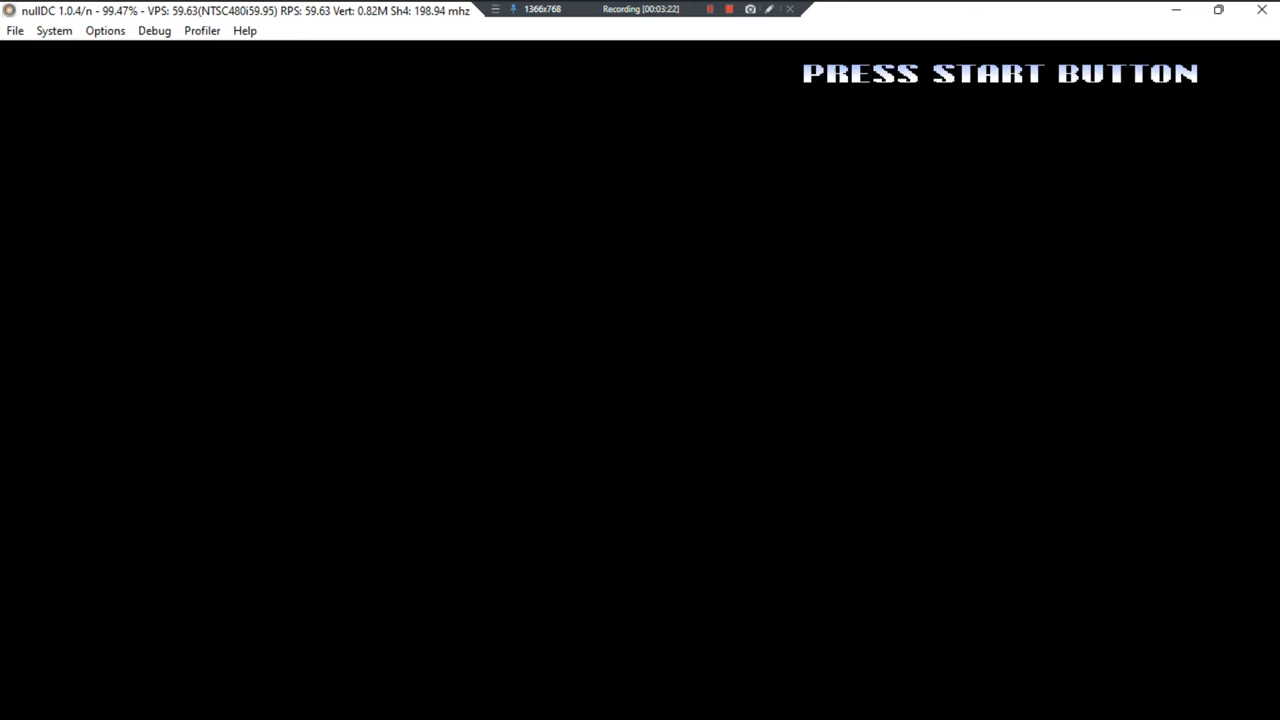 nullDC 1.0.4/n - 99.47% - VPS: 59.63(NTSC480i59.95) RPS: 59.63 Vert: 0.82M Sh4: 198.94 mhz
1366x768 Recording [00:03:22]
File System Options Debug Profiler Help
PRESS START BUTTON